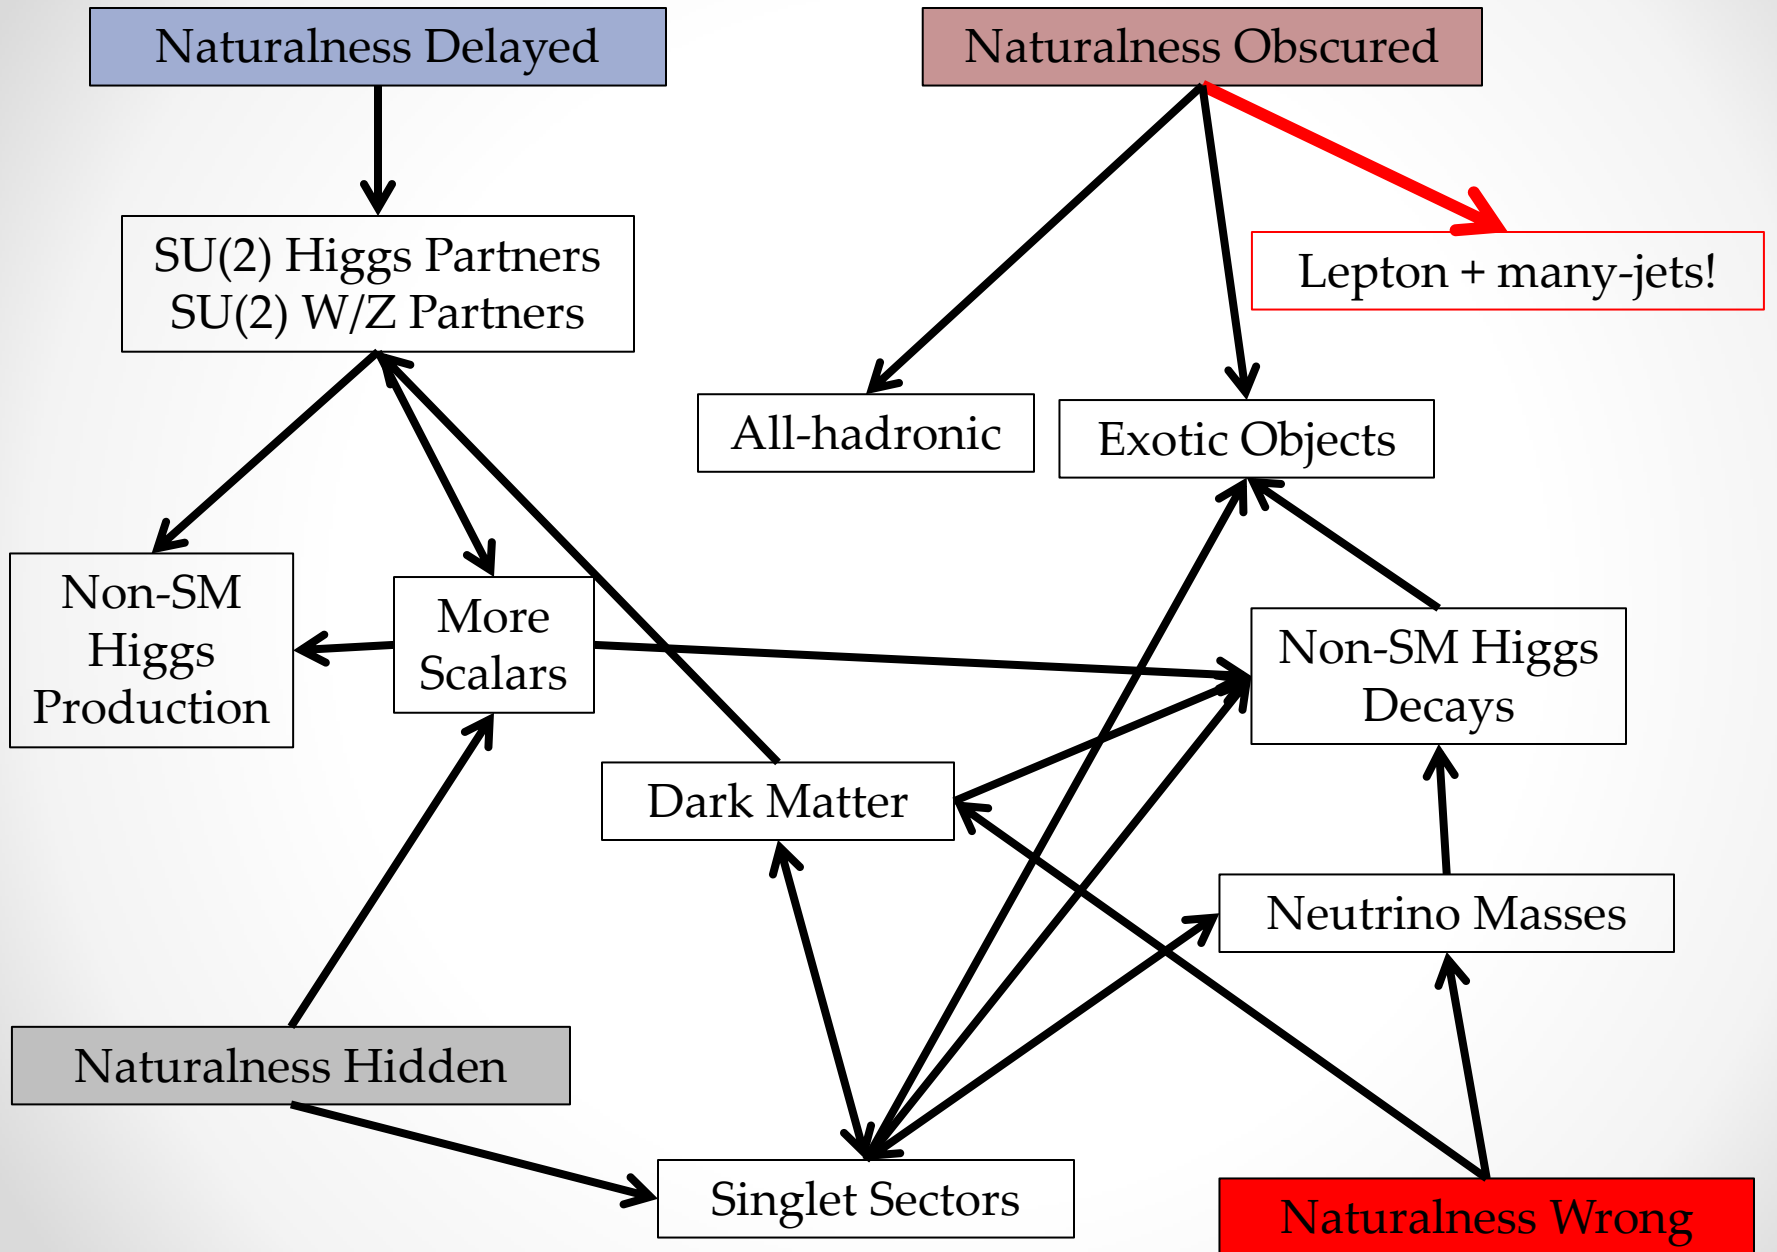 Naturalness Delayed
Naturalness Obscured
SU(2) Higgs Partners
SU(2) W/Z Partners
Lepton + many-jets!
All-hadronic
Exotic Objects
Non-SM
Higgs
Production
More
Scalars
Non-SM Higgs
Decays
Dark Matter
Neutrino Masses
Naturalness Hidden
Singlet Sectors
Naturalness Wrong